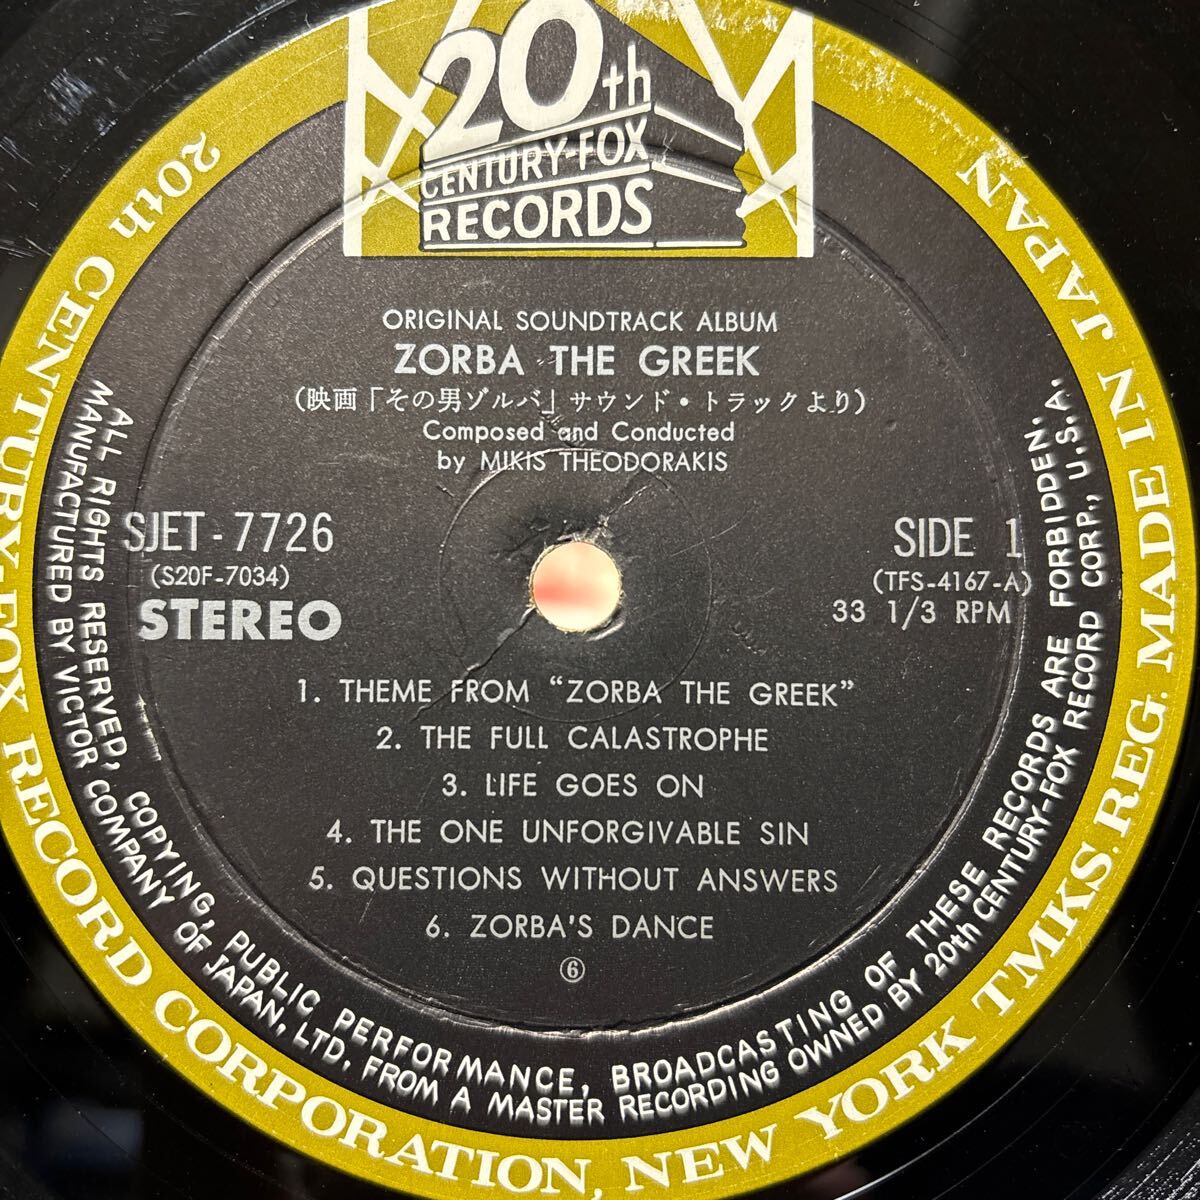 20th
CENTURY-FOX
RECORDS
ORIGINAL SOUNDTRACK ALBUM
ZORBA THE GREEK
(映画「その男ゾルバ」サウンド・トラックより)
Composed and Conducted
by MIKIS THEODORAKIS
SJET-7726
(S20F-7034)
STEREO
SIDE 1
(TFS-4167-A)
33 1/3 RPM
1. THEME FROM “ZORBA THE GREEK”
2. THE FULL CALASTROPHE
3. LIFE GOES ON
4. THE ONE UNFORGIVABLE SIN
5. QUESTIONS WITHOUT ANSWERS
6. ZORBA'S DANCE
⑥
ALL RIGHTS RESERVED, COPYING, PUBLIC PERFORMANCE, BROADCASTING OF THESE RECORDS ARE FORBIDDEN.
MANUFACTURED BY VICTOR COMPANY OF JAPAN, LTD. FROM A MASTER RECORDING OWNED BY 20th CENTURY-FOX RECORD CORP., U.S.A.
20th CENTURY-FOX RECORD CORPORATION, NEW YORK TMKS. REG. MADE IN JAPAN